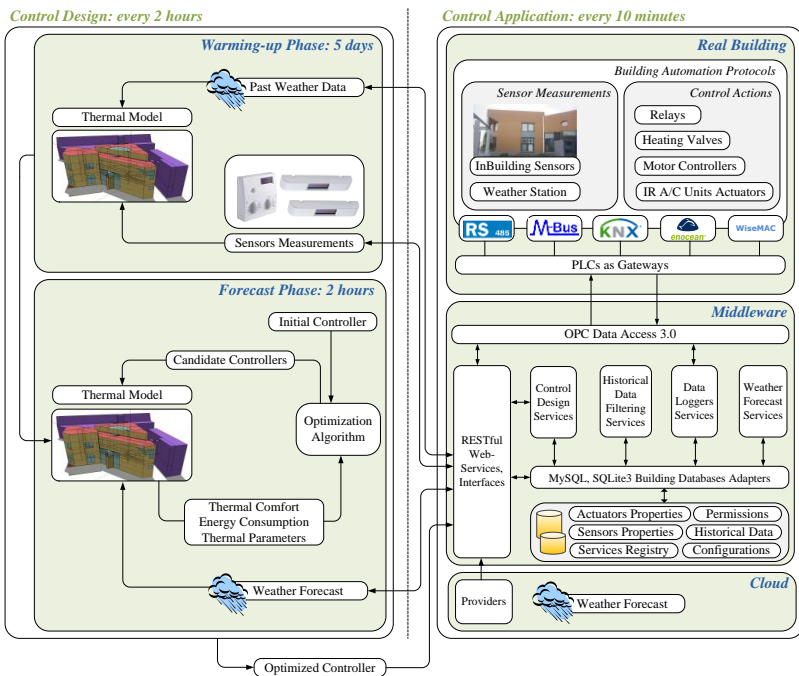 Control Design: every 2 hours
Warming-up Phase: 5 days
Past Weather Data
Thermal Model
Sensors Measurements
Forecast Phase: 2 hours
Initial Controller
Candidate Controllers
Thermal Model
Optimization
Algorithm
Thermal Comfort
Energy Consumption
Thermal Parameters
Weather Forecast
Optimized Controller
Control Application: every 10 minutes
Real Building
Building Automation Protocols
Sensor Measurements
InBuilding Sensors
Weather Station
Control Actions
Relays
Heating Valves
Motor Controllers
IR A/C Units Actuators
RS 485
M-Bus
KNX
enocean
WiseMAC
PLCs as Gateways
Middleware
OPC Data Access 3.0
RESTful
Web-
Services,
Interfaces
Control
Design
Services
Historical
Data
Filtering
Services
Data
Loggers
Services
Weather
Forecast
Services
MySQL, SQLite3 Building Databases Adapters
Actuators Properties
Permissions
Sensors Properties
Historical Data
Services Registry
Configurations
Cloud
Providers
Weather Forecast